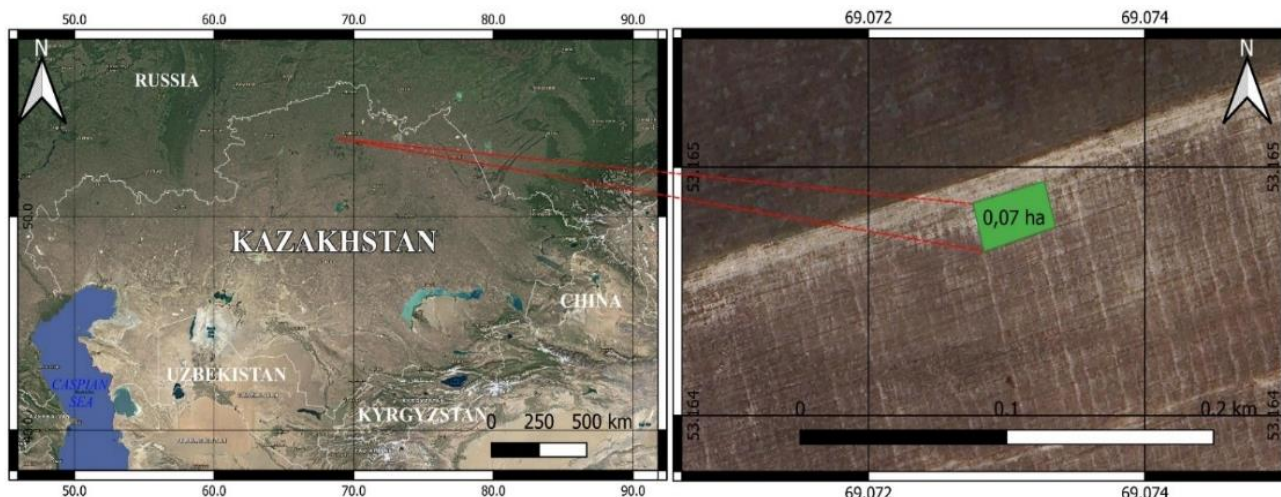 50.0 60.0 70.0 80.0 90.0
N
RUSSIA
50.0
KAZAKHSTAN
CHINA
UZBEKISTAN
CASPIAN
SEA
KYRGYZSTAN
0 250 500 km
50.0 60.0 70.0 80.0 90.0
69.072 69.074
N
53.165 53.165
0,07 ha
53.164 53.164
0 0.1 0.2 km
69.072 69.074